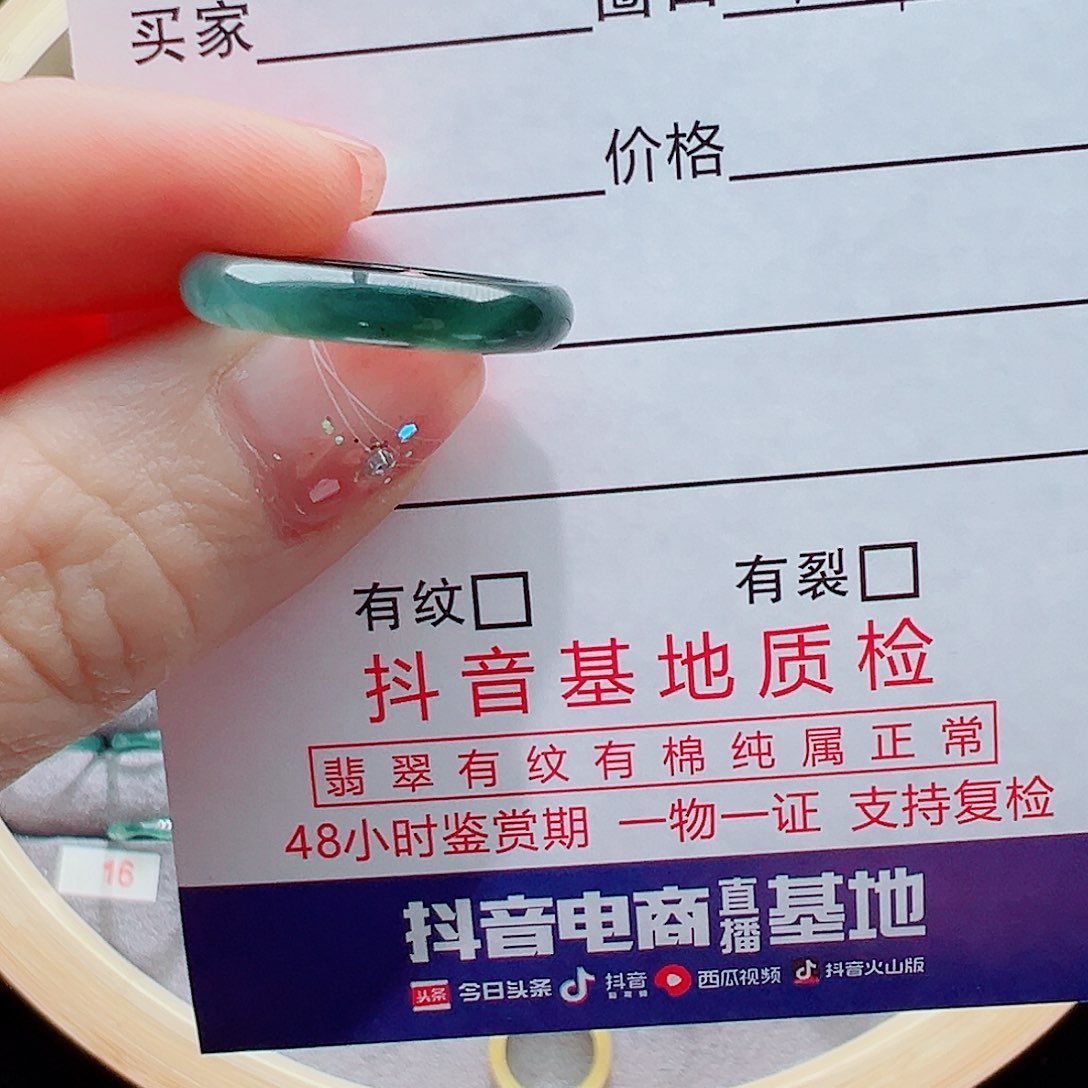 买家
价格
有纹 有裂
抖音基地质检
翡翠有纹有棉纯属正常
48小时鉴赏期 一物一证 支持复检
抖音电商直播基地
头条 今日头条 抖音 西瓜视频 抖音火山版
16